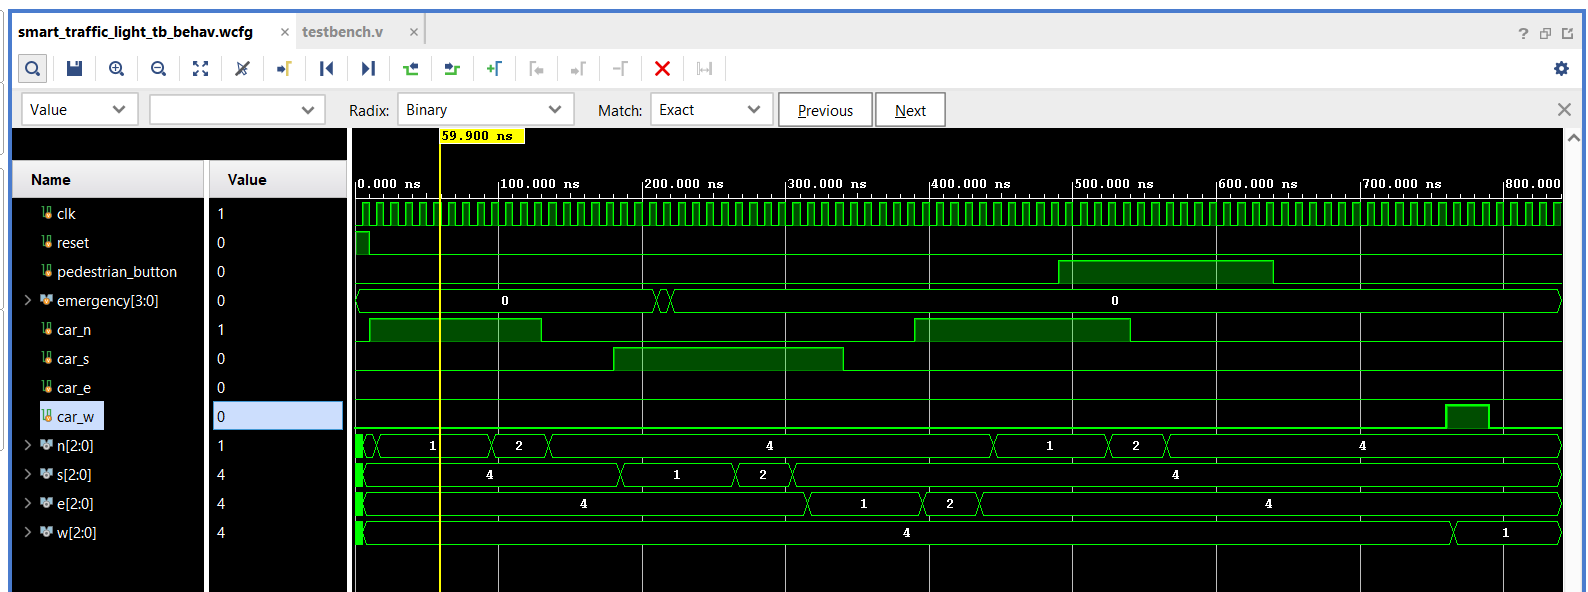 smart_traffic_light_tb_behav.wcfg × testbench.v ×
Value Radix: Binary Match: Exact Previous Next
59.900 ns
Name Value
0.000 ns 100.000 ns 200.000 ns 300.000 ns 400.000 ns 500.000 ns 600.000 ns 700.000 ns 800.000
clk 1
reset 0
pedestrian_button 0
emergency[3:0] 0 0 0
car_n 1
car_s 0
car_e 0
car_w 0
n[2:0] 1 1 2 4 1 2 4
s[2:0] 4 4 1 2 4
e[2:0] 4 4 1 2 4
w[2:0] 4 4 1